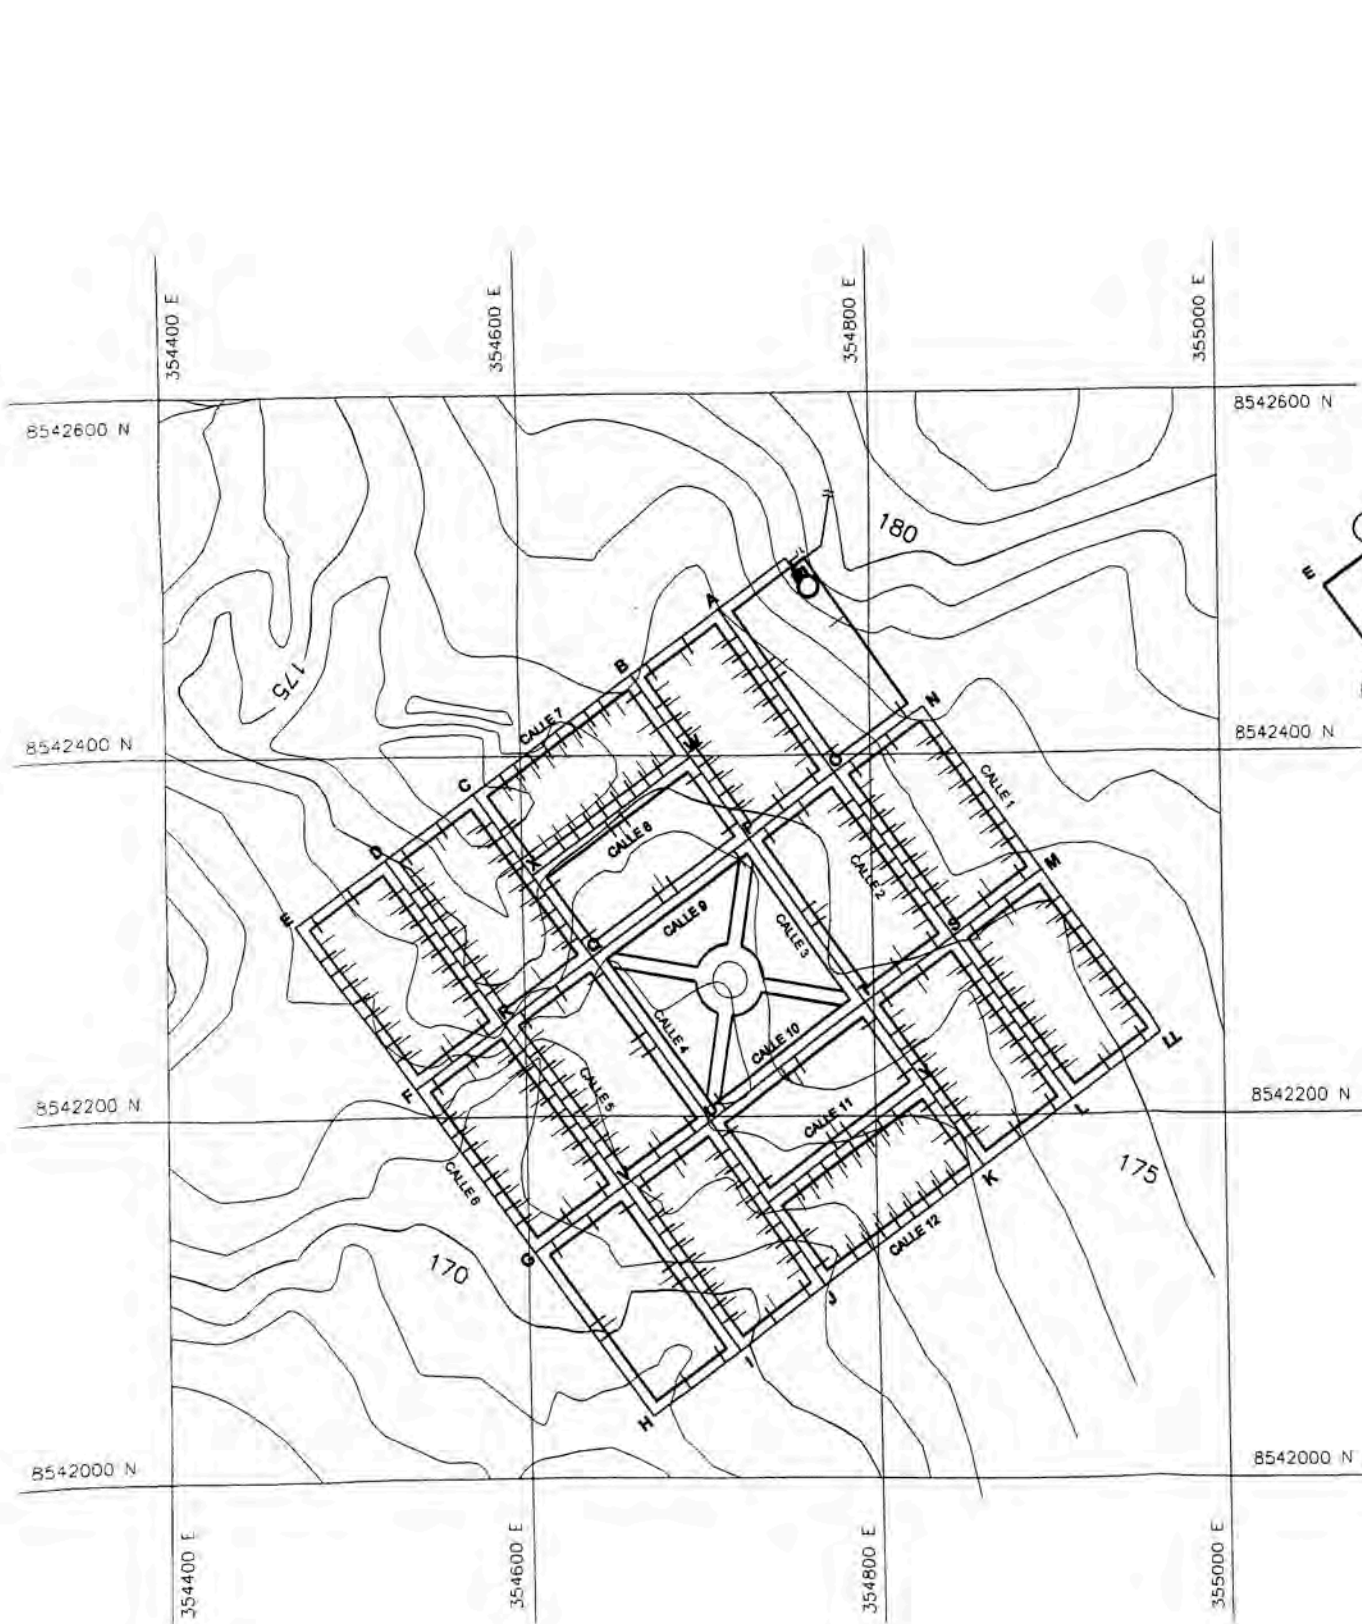 354400 E
354600 E
354800 E
355000 E
8542600 N
8542600 N
180
E
A
B
175
N
CALLE 7
W
8542400 N
8542400 N
O
C
CALLE 1
P
CALLE 8
D
X
M
CALLE 2
E
CALLE 9
S
CALLE 3
Q
R
CALLE 4
CALLE 10
LL
CALLE 5
F
8542200 N
8542200 N
U
CALLE 11
L
CALLE 6
V
K
175
CALLE 12
G
170
J
I
H
8542000 N
8542000 N
354400 E
354600 E
354800 E
355000 E